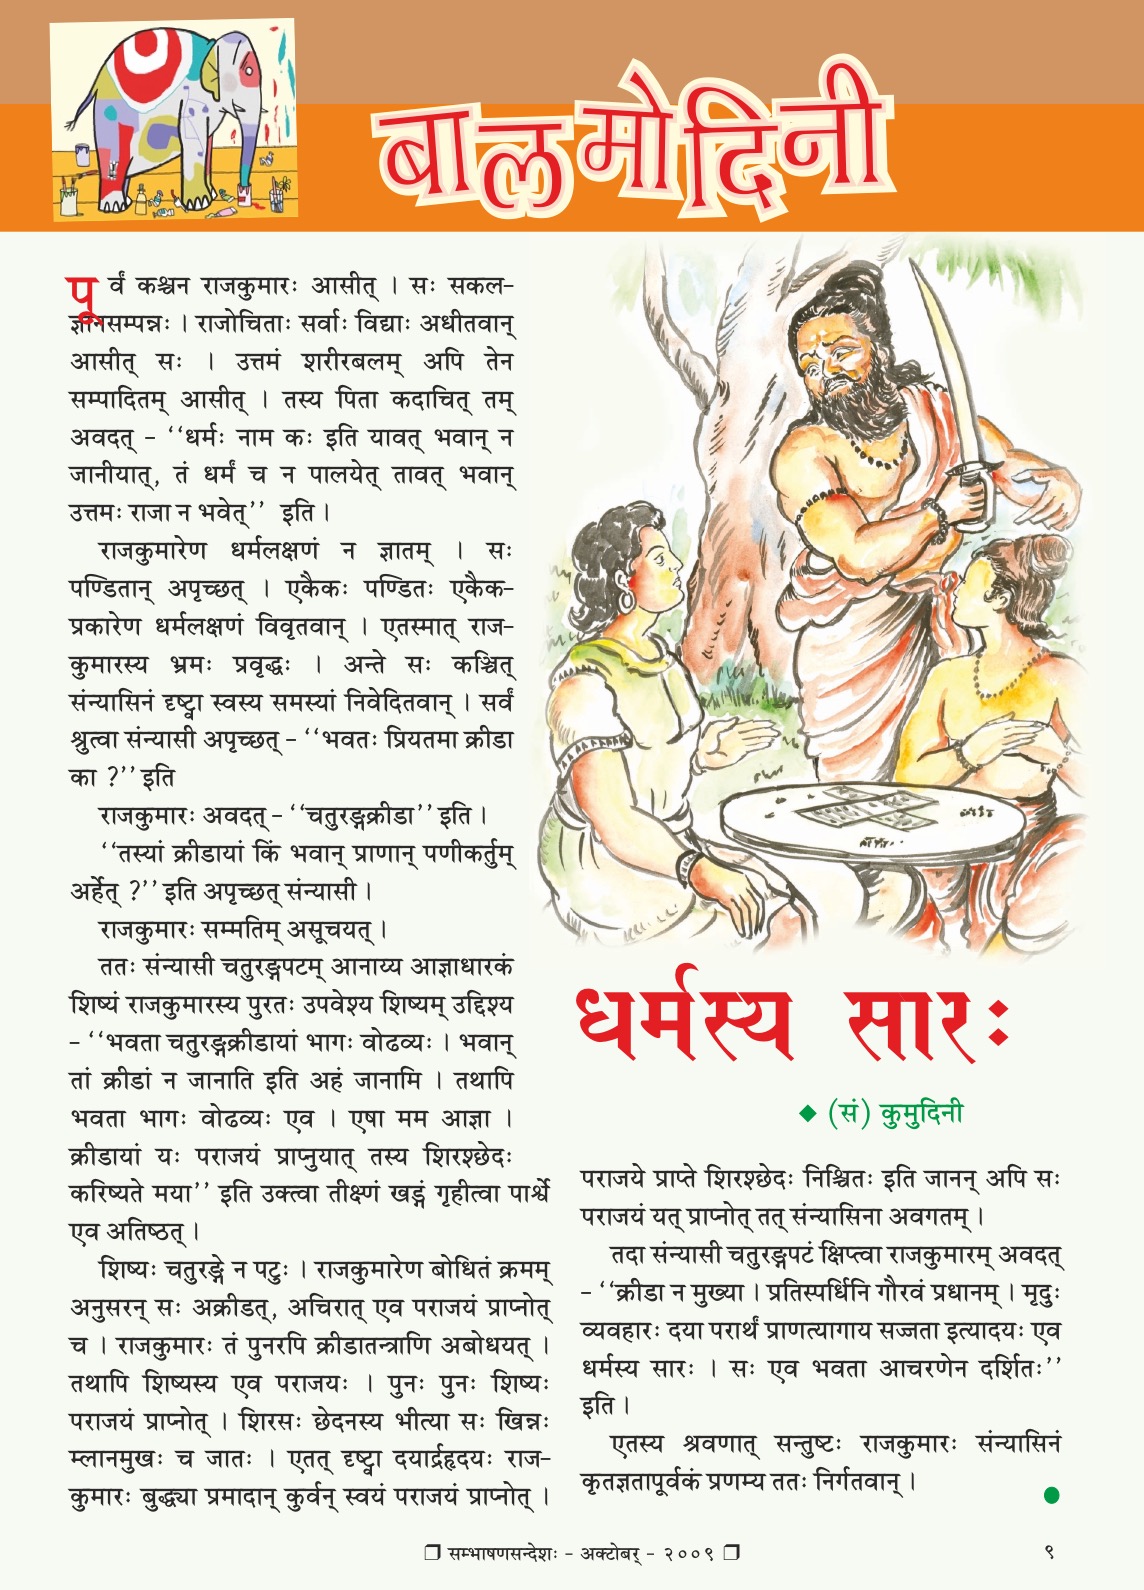 बालमोदिनी
पूर्वं कश्चन राजकुमारः आसीत् । सः सकल-
ज्ञानसम्पन्नः । राजोचिताः सर्वाः विद्याः अधीतवान्
आसीत् सः । उत्तमं शरीरबलम् अपि तेन
सम्पादितम् आसीत् । तस्य पिता कदाचित् तम्
अवदत् – ‘‘धर्मः नाम कः इति यावत् भवान् न
जानीयात्, तं धर्मं च न पालयेत् तावत् भवान्
उत्तमः राजा न भवेत्’’ इति ।
राजकुमारेण धर्मलक्षणं न ज्ञातम् । सः
पण्डितान् अपृच्छत् । एकैकः पण्डितः एकैक-
प्रकारेण धर्मलक्षणं विवृतवान् । एतस्मात् राज-
कुमारस्य भ्रमः प्रवृद्धः । अन्ते सः कञ्चित्
संन्यासिनं दृष्ट्वा स्वस्य समस्यां निवेदितवान् । सर्वं
श्रुत्वा संन्यासी अपृच्छत् – ‘‘भवतः प्रियतमा क्रीडा
का ?’’ इति
राजकुमारः अवदत् – ‘‘चतुरङ्गक्रीडा’’ इति ।
‘‘तस्यां क्रीडायां किं भवान् प्राणान् पणीकर्तुम्
अर्हेत् ?’’ इति अपृच्छत् संन्यासी ।
राजकुमारः सम्मतिम् असूचयत् ।
ततः संन्यासी चतुरङ्गपटम् आनाय्य आज्ञाधारकं
शिष्यं राजकुमारस्य पुरतः उपवेश्य शिष्यम् उद्दिश्य
– ‘‘भवता चतुरङ्गक्रीडायां भागः वोढव्यः । भवान्
तां क्रीडां न जानाति इति अहं जानामि । तथापि
भवता भागः वोढव्यः एव । एषा मम आज्ञा ।
क्रीडायां यः पराजयं प्राप्नुयात् तस्य शिरश्छेदः
करिष्यते मया’’ इति उक्त्वा तीक्ष्णं खड्गं गृहीत्वा पार्श्वे
एव अतिष्ठत् ।
शिष्यः चतुरङ्गे न पटुः । राजकुमारेण बोधितं क्रमम्
अनुसरन् सः अक्रीडत्, अचिरात् एव पराजयं प्राप्नोत्
च । राजकुमारः तं पुनरपि क्रीडातन्त्राणि अबोधयत् ।
तथापि शिष्यस्य एव पराजयः । पुनः पुनः शिष्यः
पराजयं प्राप्नोत् । शिरसः छेदनस्य भीत्या सः खिन्नः
म्लानमुखः च जातः । एतत् दृष्ट्वा दयार्द्रहृदयः राज-
कुमारः बुद्ध्या प्रमादान् कुर्वन् स्वयं पराजयं प्राप्नोत् ।
धर्मस्य सारः
◆ (सं) कुमुदिनी
पराजये प्राप्ते शिरश्छेदः निश्चितः इति जानन् अपि सः
पराजयं यत् प्राप्नोत् तत् संन्यासिना अवगतम् ।
तदा संन्यासी चतुरङ्गपटं क्षिप्त्वा राजकुमारम् अवदत्
– ‘‘क्रीडा न मुख्या । प्रतिस्पर्धिनि गौरवं प्रधानम् । मृदुः
व्यवहारः दया परार्थं प्राणत्यागाय सज्जता इत्यादयः एव
धर्मस्य सारः । सः एव भवता आचरणेन दर्शितः’’
इति ।
एतस्य श्रवणात् सन्तुष्टः राजकुमारः संन्यासिनं
कृतज्ञतापूर्वकं प्रणम्य ततः निर्गतवान् ।
❐ सम्भाषणसन्देशः – अक्टोबर् – २००९ ❐
९